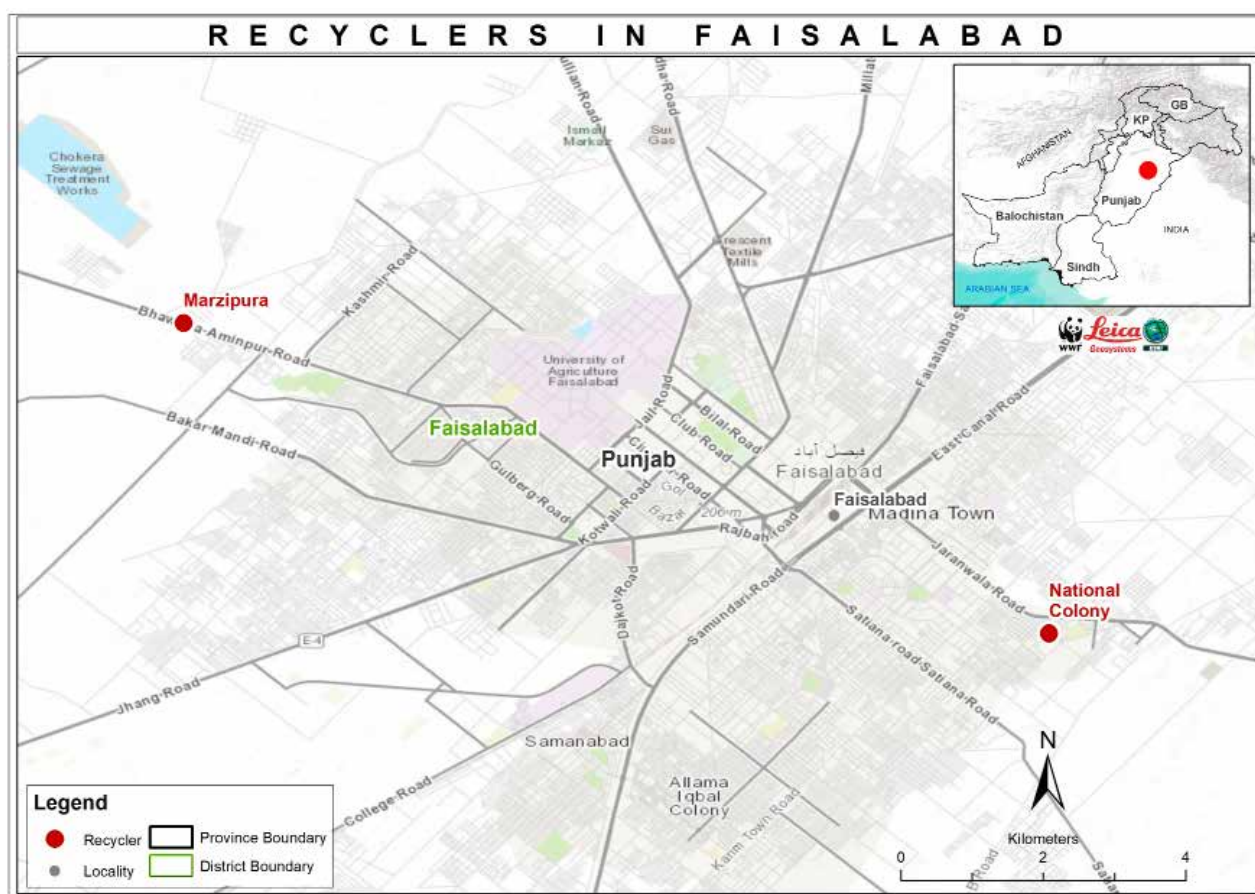 RECYCLERS IN FAISALABAD
Chokera
Sewage
Treatment
Works
Ismail
Markaz
Sui
Gas
Crescent
Textile
Mills
AFGHANISTAN
KP
GB
Punjab
Balochistan
INDIA
Sindh
ARABIAN SEA
WWF
Leica
Geosystems
Marzipura
Kashmir-Road
University of
Agriculture
Faisalabad
Bakar-Mandi-Road
Faisalabad
Gulberg-Road
Jail-Road
Bilal-Road
Club-Road
Punjab
Kotwali-Road
Gol
Bazar
206-m
Rajbah road
فيصل آباد
Faisalabad
Faisalabad
Madina Town
East-Canal-Road
Jaranwala-Road
National
Colony
Samundari-Road
Satiana-road-Satiana-Road
E-4
Jhang-Road
Samanabad
Allama
Iqbal
Colony
College-Road
N
Kilometers
0 2 4
Legend
Recycler
Province Boundary
Locality
District Boundary